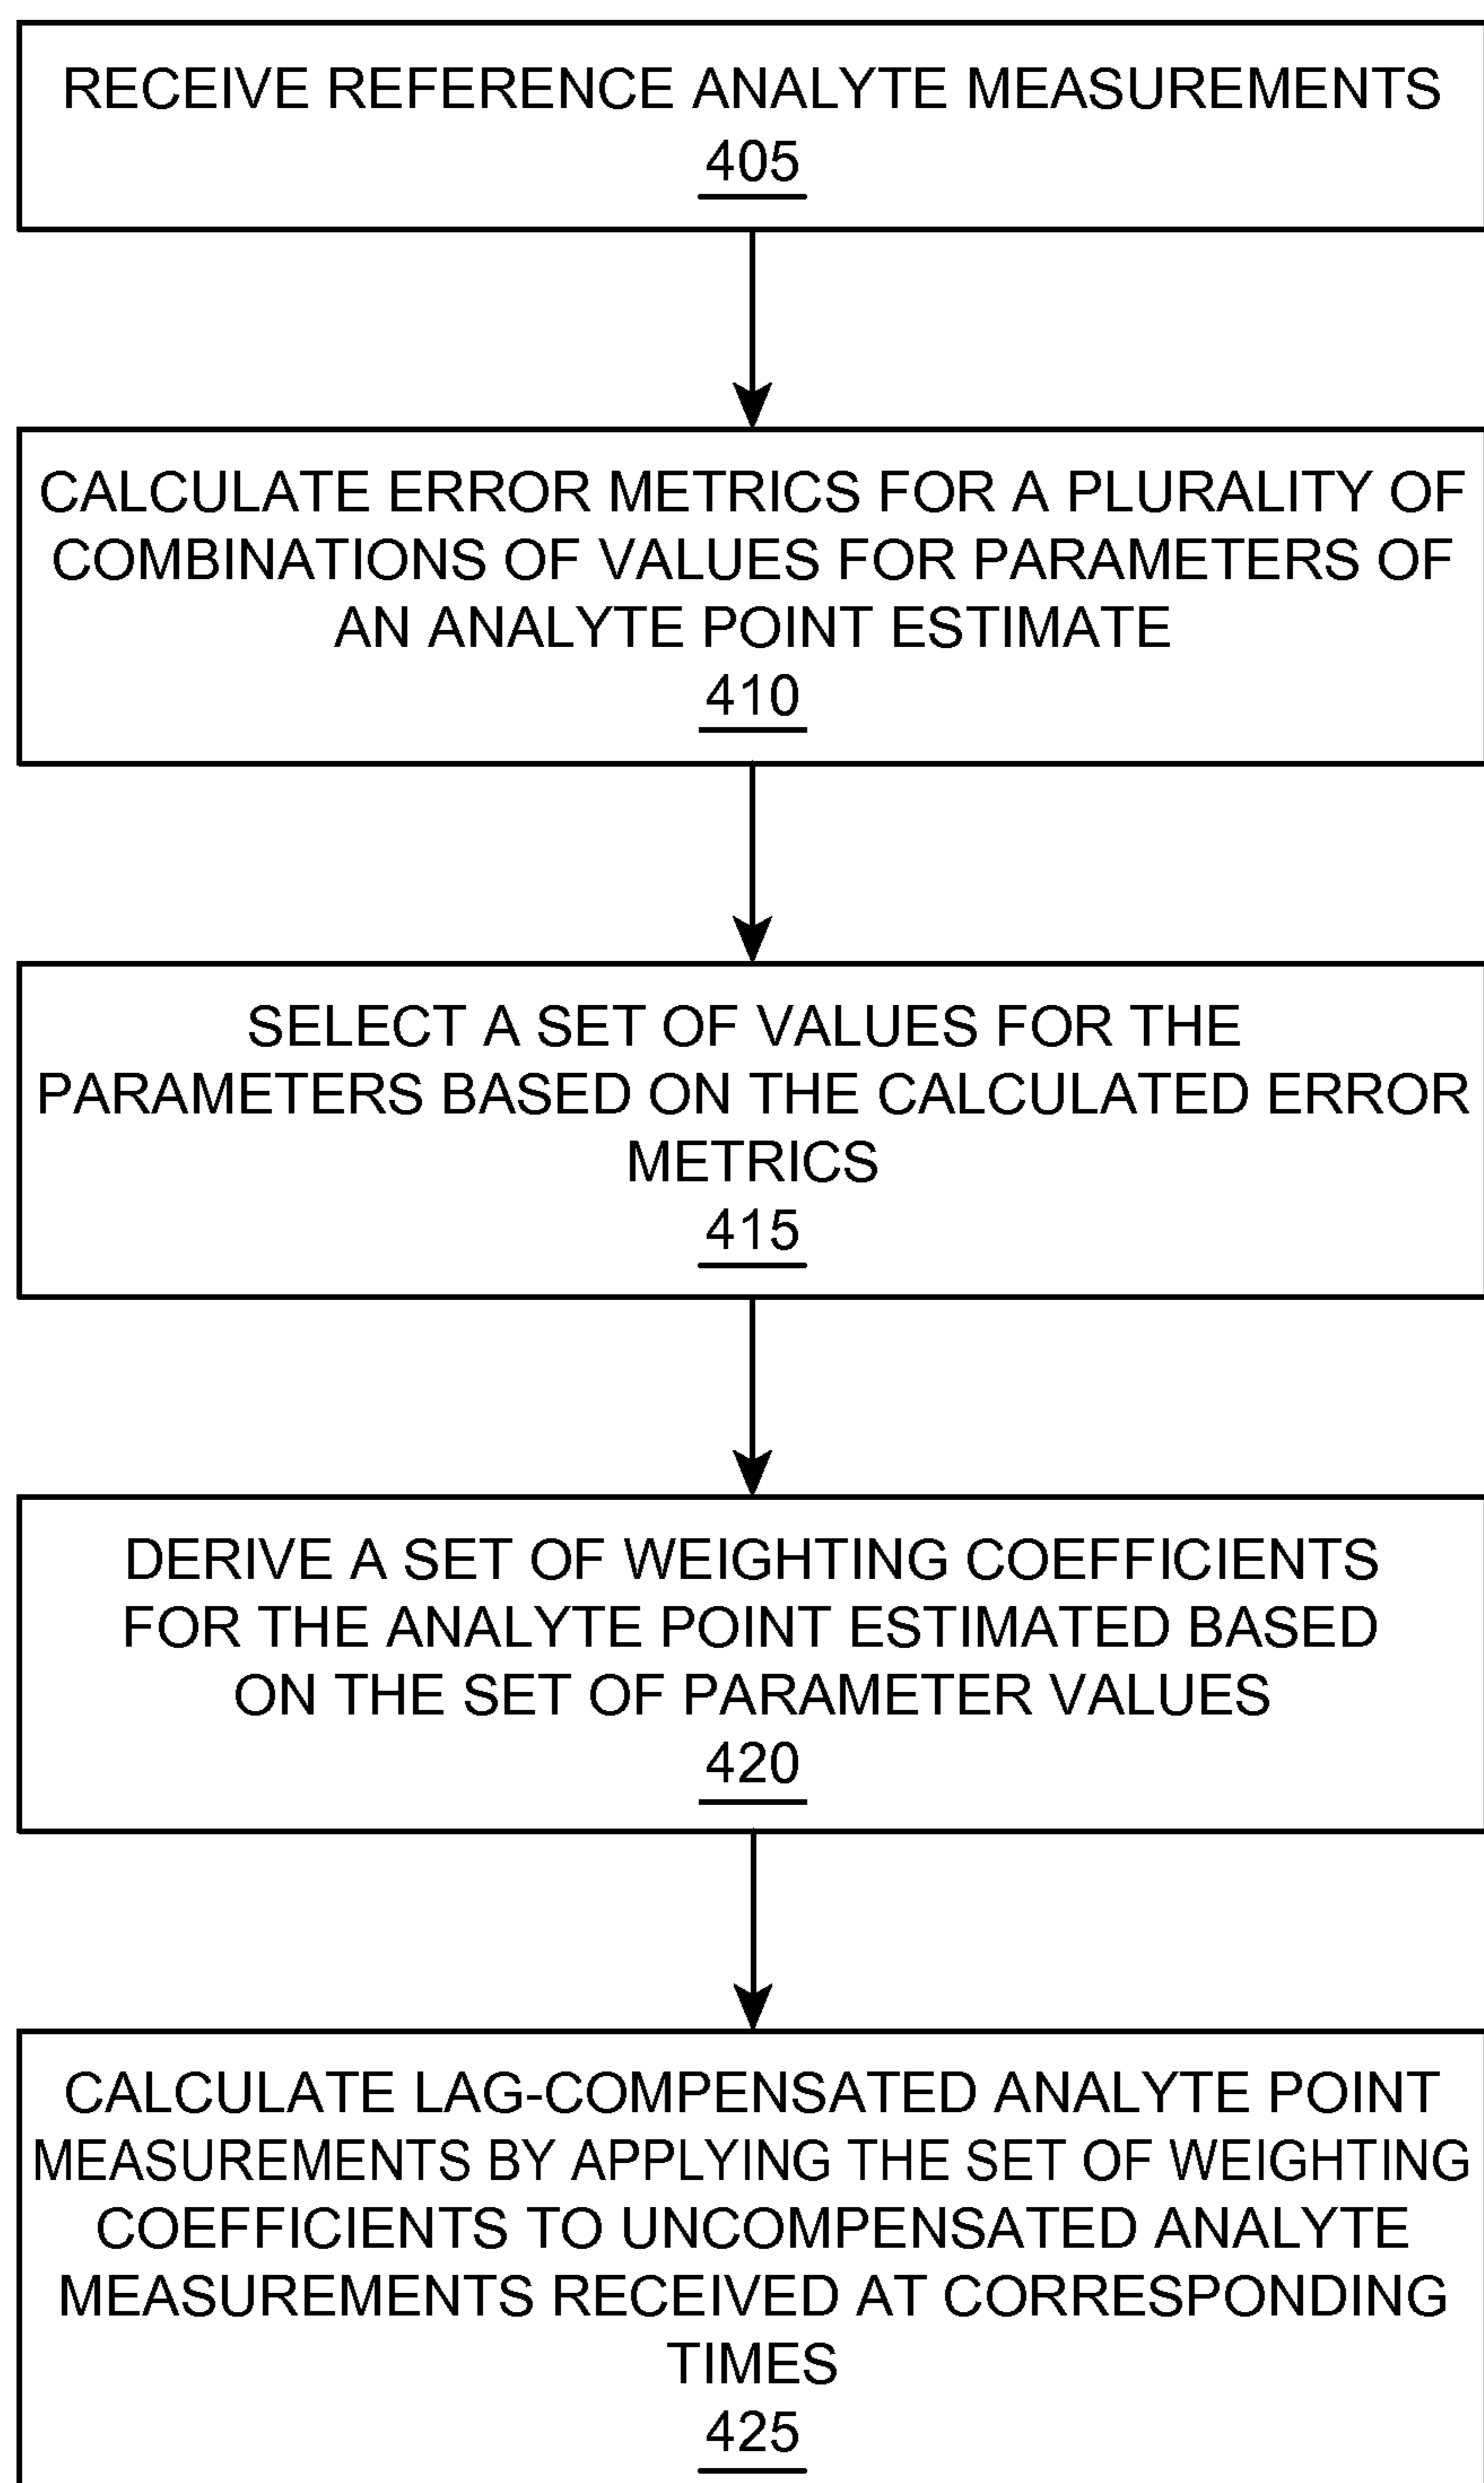 RECEIVE REFERENCE ANALYTE MEASUREMENTS
405
CALCULATE ERROR METRICS FOR A PLURALITY OF
COMBINATIONS OF VALUES FOR PARAMETERS OF
AN ANALYTE POINT ESTIMATE
410
SELECT A SET OF VALUES FOR THE
PARAMETERS BASED ON THE CALCULATED ERROR
METRICS
415
DERIVE A SET OF WEIGHTING COEFFICIENTS
FOR THE ANALYTE POINT ESTIMATED BASED
ON THE SET OF PARAMETER VALUES
420
CALCULATE LAG-COMPENSATED ANALYTE POINT
MEASUREMENTS BY APPLYING THE SET OF WEIGHTING
COEFFICIENTS TO UNCOMPENSATED ANALYTE
MEASUREMENTS RECEIVED AT CORRESPONDING
TIMES
425